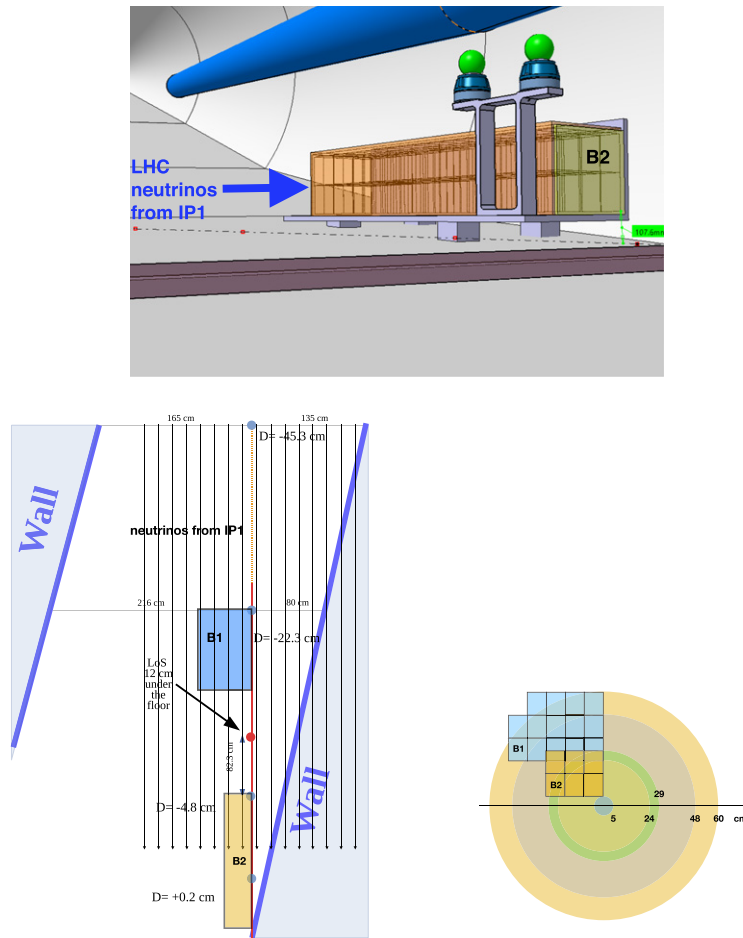 B2
LHC
neutrinos
from IP1
107.6mm
165 cm
135 cm
D= -45.3 cm
Wall
neutrinos from IP1
216 cm
80 cm
B1
D= -22.3 cm
LoS
12 cm
under
the
floor
82.3 cm
Wall
D= -4.8 cm
B2
D= +0.2 cm
B1
B2
29
5
24
48
60
cm